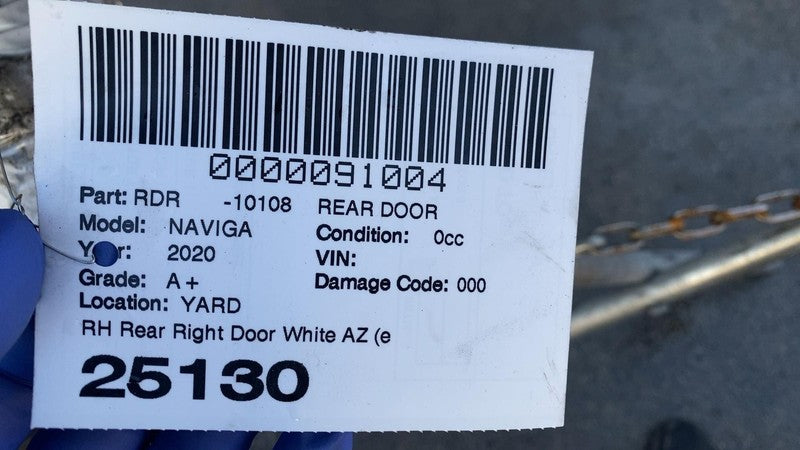 0000091004
Part: RDR -10108 REAR DOOR
Model: NAVIGA Condition: 0cc
Year: 2020 VIN:
Grade: A+ Damage Code: 000
Location: YARD
RH Rear Right Door White AZ (e
25130